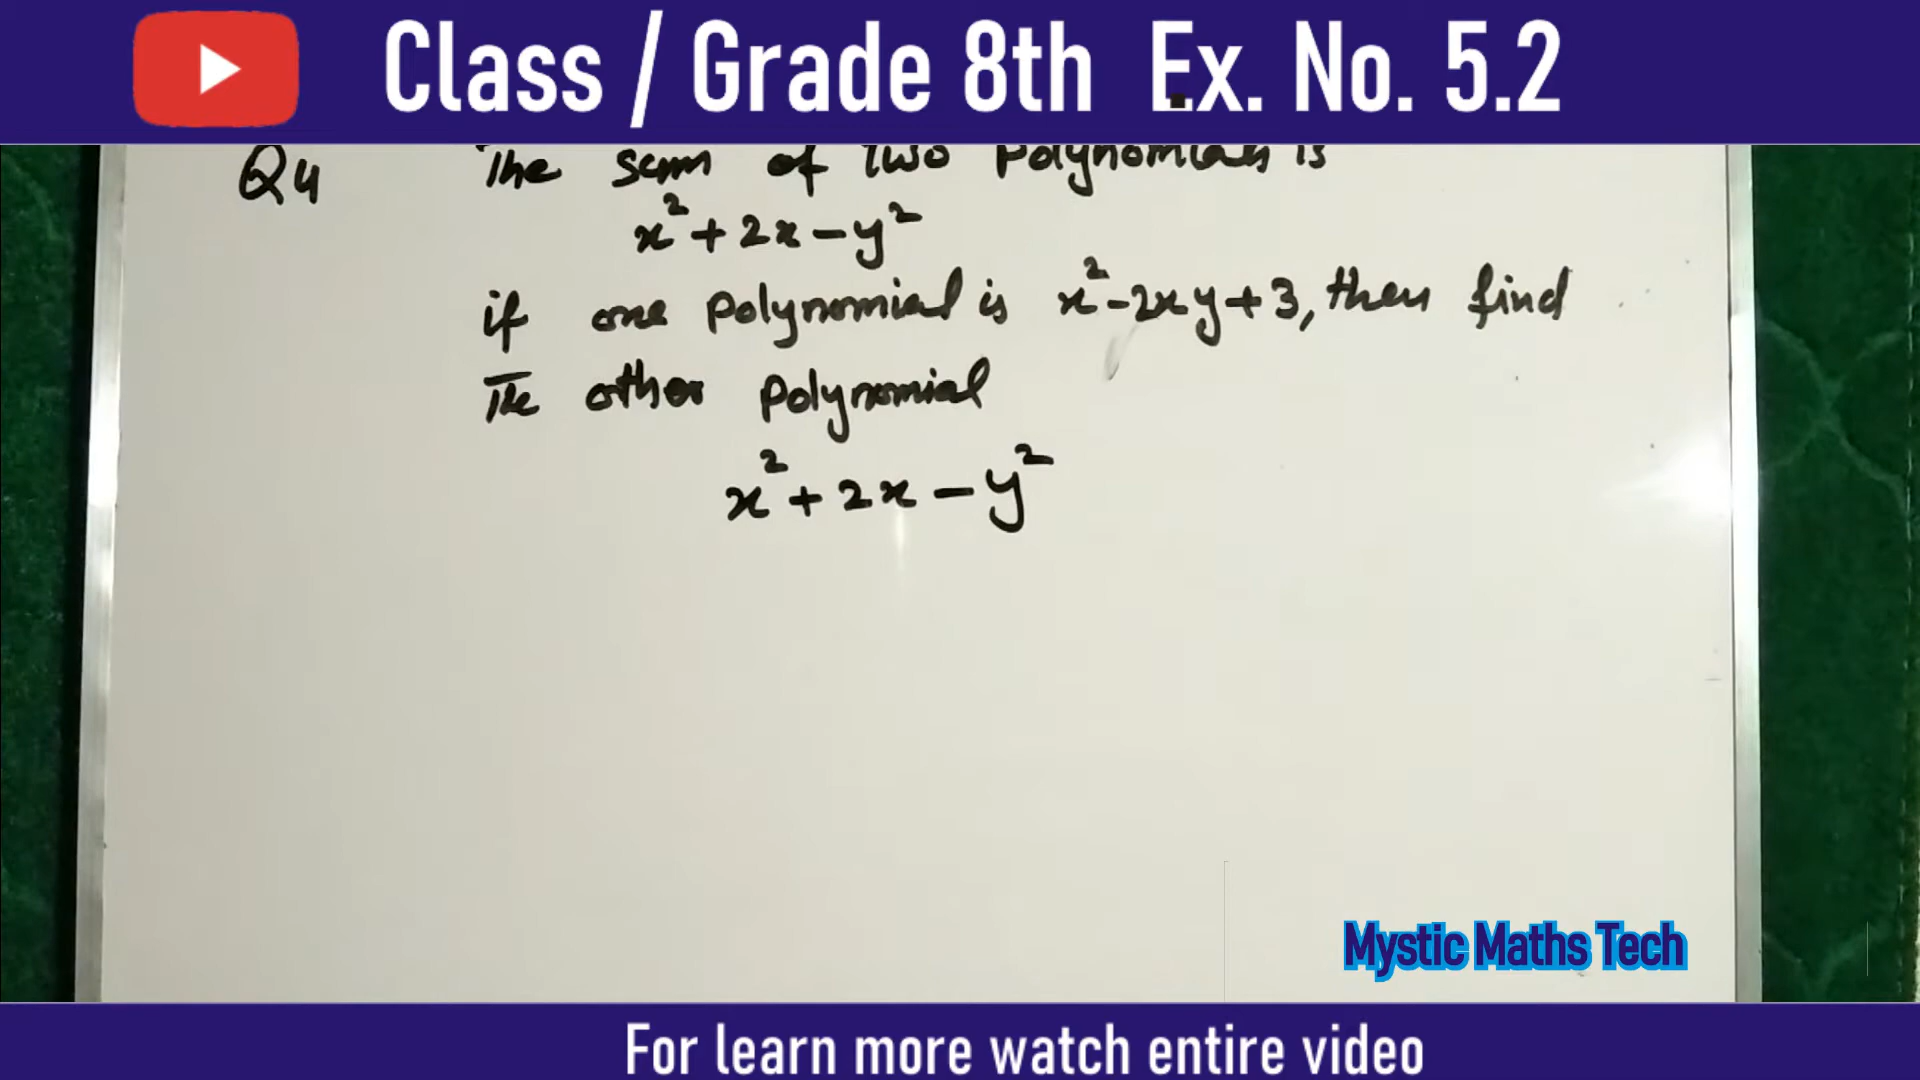 Class / Grade 8th Ex. No. 5.2
Q4 The sum of two Polynomials is
x² + 2x - y²
if one Polynomial is x² - 2xy + 3, then find
The other Polynomial
x² + 2x - y²
Mystic Maths Tech
For learn more watch entire video